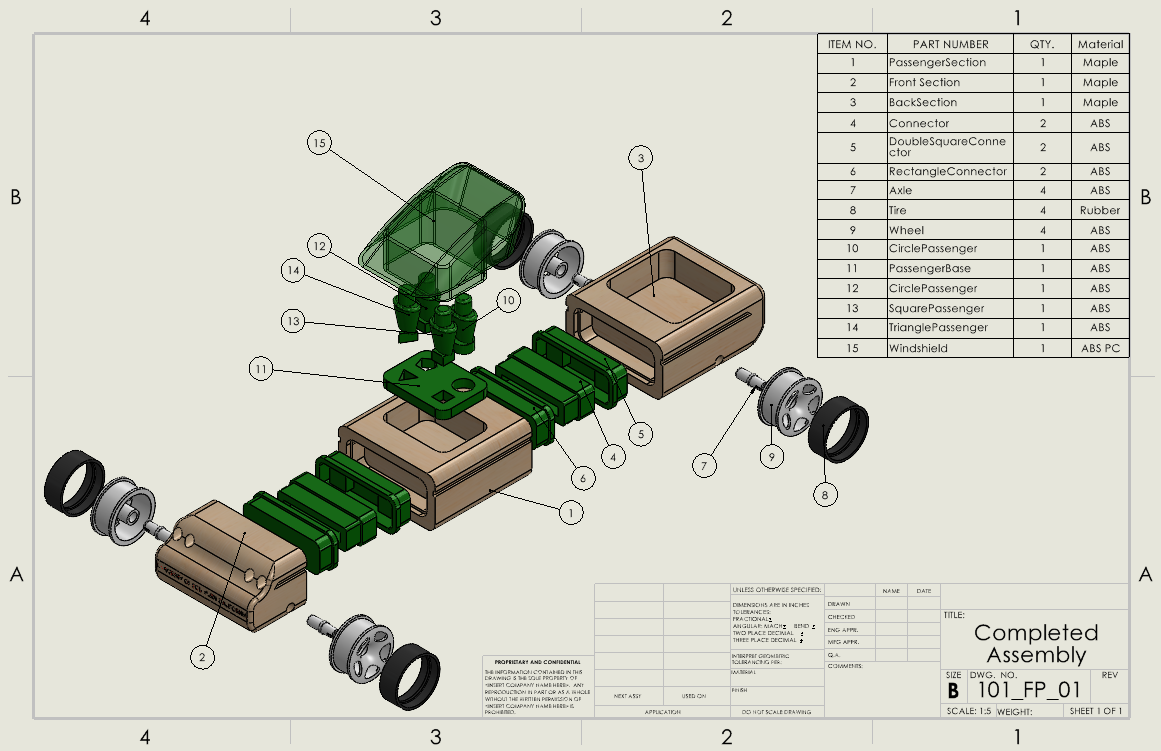 4 3 2 1
ITEM NO. PART NUMBER QTY. Material
1 PassengerSection 1 Maple
2 Front Section 1 Maple
3 BackSection 1 Maple
4 Connector 2 ABS
5 DoubleSquareConne
ctor 2 ABS
6 RectangleConnector 2 ABS
7 Axle 4 ABS
8 Tire 4 Rubber
9 Wheel 4 ABS
10 CirclePassenger 1 ABS
11 PassengerBase 1 ABS
12 CirclePassenger 1 ABS
13 SquarePassenger 1 ABS
14 TrianglePassenger 1 ABS
15 Windshield 1 ABS PC
15
3
B B
12
14
10
13
11
5
4
7
9
6
8
1
A A
2
PROPRIETARY AND CONFIDENTIAL
THE INFORMATION CONTAINED IN THIS
DRAWING IS THE SOLE PROPERTY OF
<INSERT COMPANY NAME HERE>. ANY
REPRODUCTION IN PART OR AS A WHOLE
WITHOUT THE WRITTEN PERMISSION OF
<INSERT COMPANY NAME HERE> IS
PROHIBITED.
NEXT ASSY USED ON
APPLICATION
UNLESS OTHERWISE SPECIFIED:
DIMENSIONS ARE IN INCHES
TOLERANCES:
FRACTIONAL ±
ANGULAR: MACH ± BEND ±
TWO PLACE DECIMAL ±
THREE PLACE DECIMAL ±
INTERPRET GEOMETRIC
TOLERANCING PER:
MATERIAL
FINISH
DO NOT SCALE DRAWING
NAME DATE
DRAWN
CHECKED
ENG APPR.
MFG APPR.
Q.A.
COMMENTS:
TITLE:
Completed
Assembly
SIZE DWG. NO. REV
B 101_FP_01
SCALE: 1:5 WEIGHT: SHEET 1 OF 1
4 3 2 1